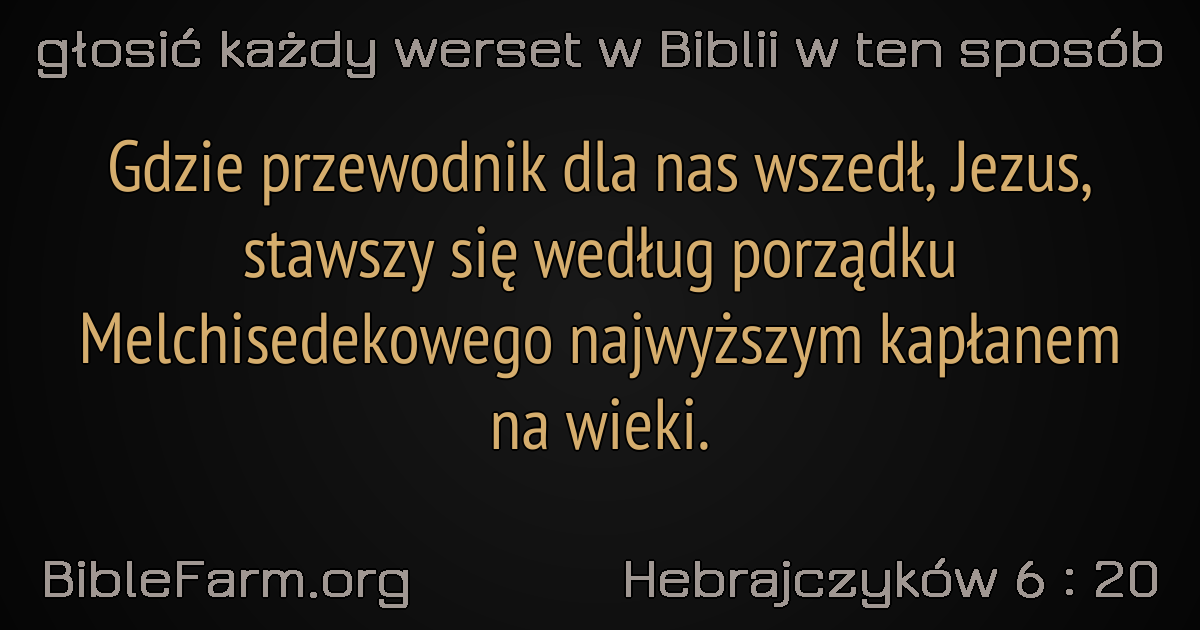 głosić każdy werset w Biblii w ten sposób
Gdzie przewodnik dla nas wszedł, Jezus,
stawszy się według porządku
Melchisedekowego najwyższym kapłanem
na wieki.
BibleFarm.org
Hebrajczyków 6 : 20